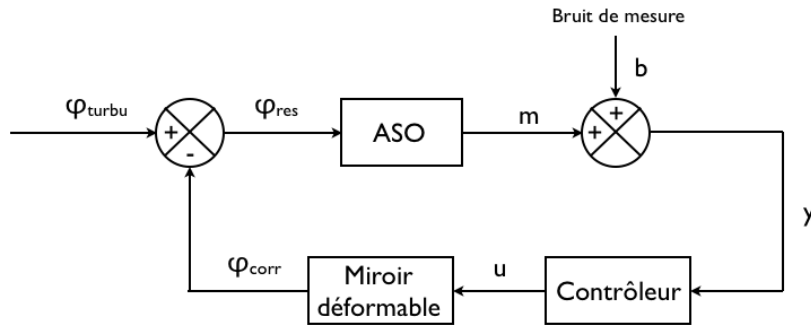 Bruit de mesure
b
φturbu
φres
ASO
m
+
-
+
+
y
φcorr
Miroir
déformable
u
Contrôleur